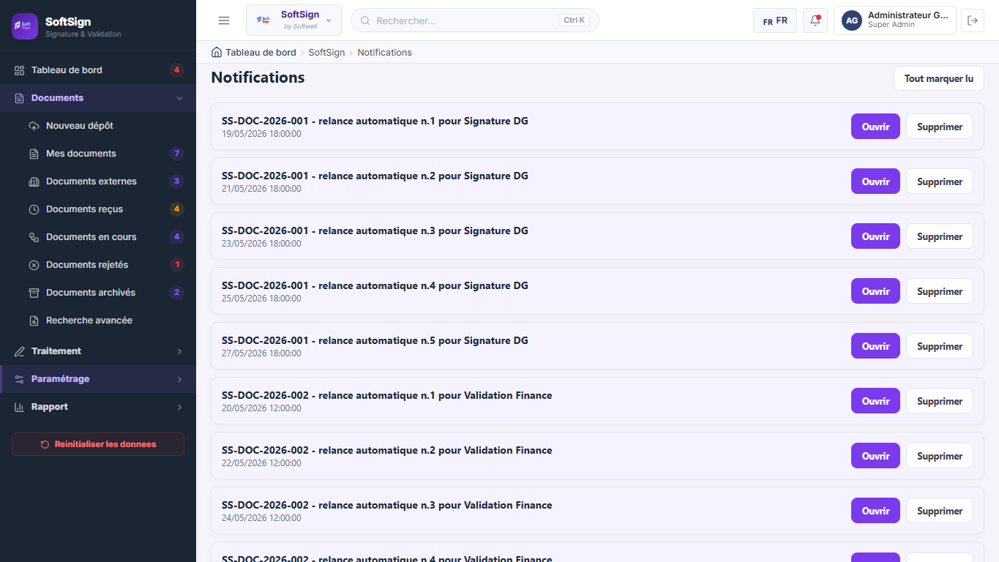 SoftSign
Signature & Validation
Tableau de bord 4
Documents
Nouveau dépôt
Mes documents 7
Documents externes 3
Documents reçus 4
Documents en cours 4
Documents rejetés 1
Documents archivés 2
Recherche avancée
Traitement
Paramétrage
Rapport
Reinitialiser les donnees
SoftSign
by Softwell
Rechercher...
Ctrl K
FR FR
AG
Administrateur G...
Super Admin
Tableau de bord › SoftSign › Notifications
Notifications
Tout marquer lu
SS-DOC-2026-001 - relance automatique n.1 pour Signature DG
19/05/2026 18:00:00
Ouvrir Supprimer
SS-DOC-2026-001 - relance automatique n.2 pour Signature DG
21/05/2026 18:00:00
Ouvrir Supprimer
SS-DOC-2026-001 - relance automatique n.3 pour Signature DG
23/05/2026 18:00:00
Ouvrir Supprimer
SS-DOC-2026-001 - relance automatique n.4 pour Signature DG
25/05/2026 18:00:00
Ouvrir Supprimer
SS-DOC-2026-001 - relance automatique n.5 pour Signature DG
27/05/2026 18:00:00
Ouvrir Supprimer
SS-DOC-2026-002 - relance automatique n.1 pour Validation Finance
20/05/2026 12:00:00
Ouvrir Supprimer
SS-DOC-2026-002 - relance automatique n.2 pour Validation Finance
22/05/2026 12:00:00
Ouvrir Supprimer
SS-DOC-2026-002 - relance automatique n.3 pour Validation Finance
24/05/2026 12:00:00
Ouvrir Supprimer
SS-DOC-2026-002 - relance automatique n.4 pour Validation Finance